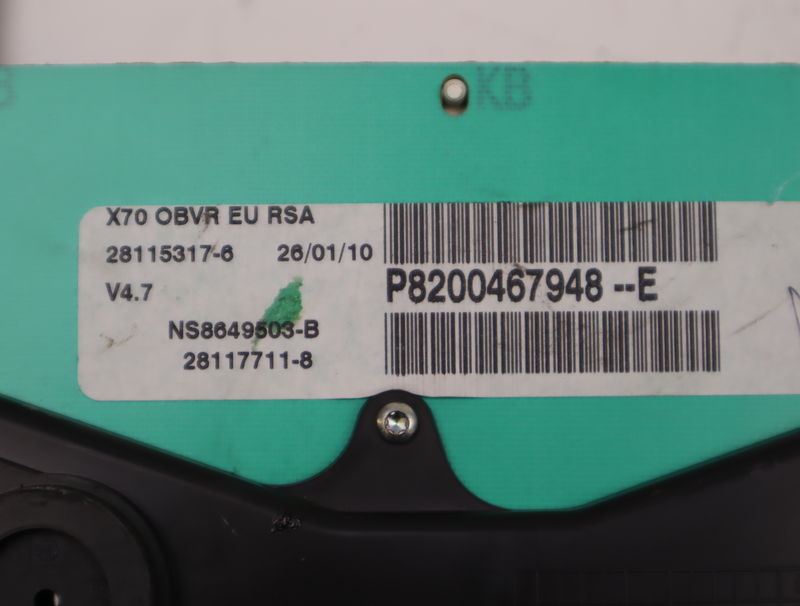 KB
X70 OBVR EU RSA
28115317-6 26/01/10
V4.7
P8200467948--E
NS8649503-B
28117711-8